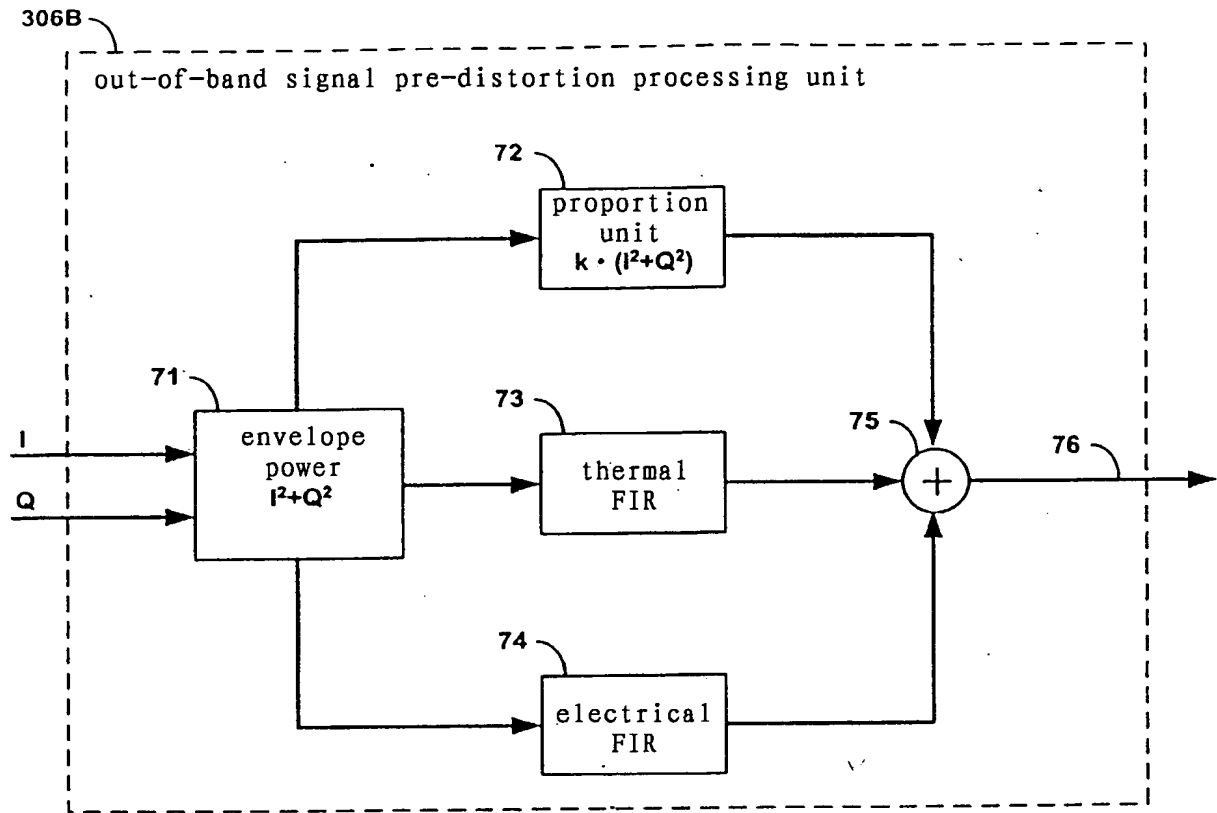 306B
out-of-band signal pre-distortion processing unit
72
proportion
unit
k · (I²+Q²)
71
73
75
76
I
envelope
power
I²+Q²
thermal
FIR
+
Q
74
electrical
FIR